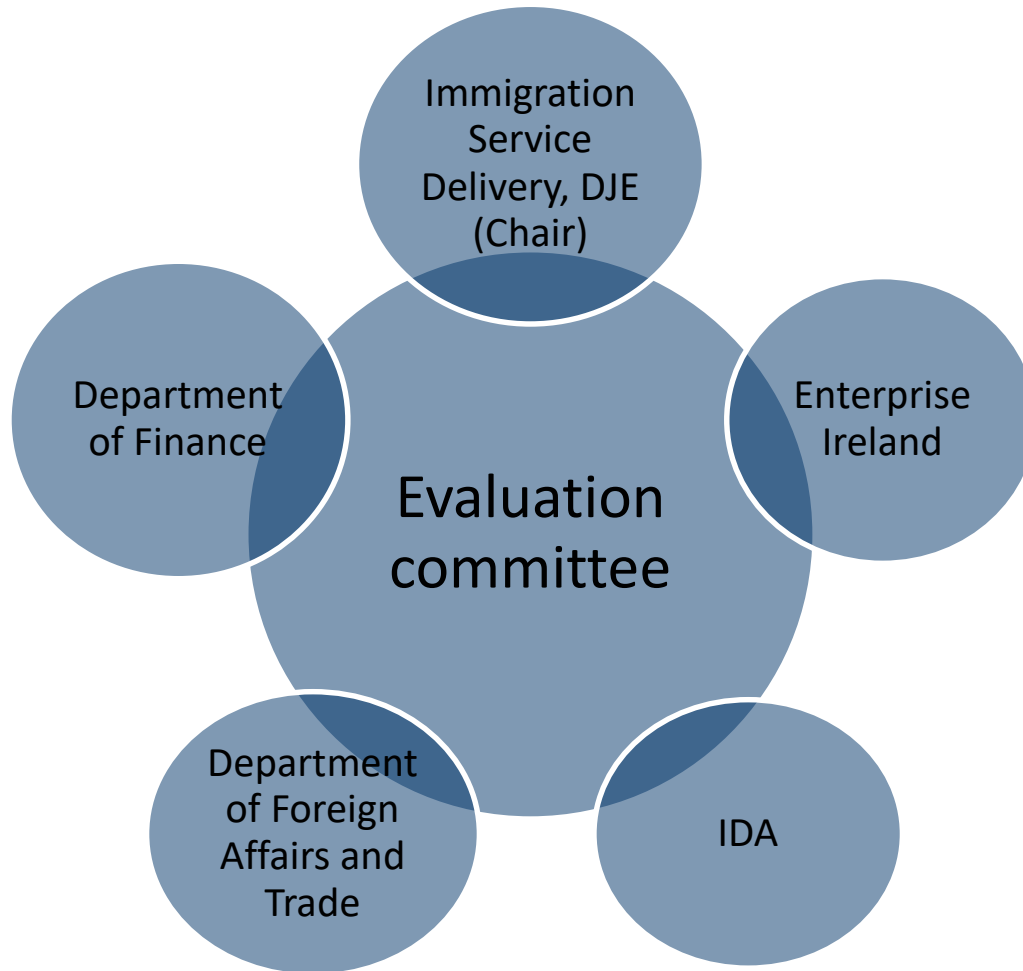 Immigration
Service
Delivery, DJE
(Chair)
Department
of Finance
Enterprise
Ireland
Evaluation
committee
Department
of Foreign
Affairs and
Trade
IDA